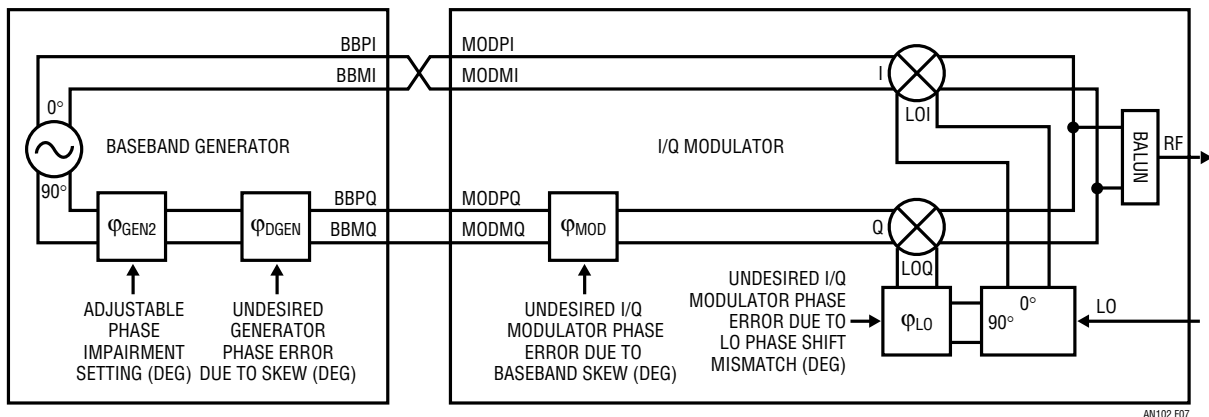 BBPI
MODPI
BBMI
MODMI
I
LOI
0°
BASEBAND GENERATOR
I/Q MODULATOR
BALUN
RF
90°
BBPQ
MODPQ
φGEN2
φDGEN
φMOD
Q
BBMQ
MODMQ
LOQ
ADJUSTABLE
PHASE
IMPAIRMENT
SETTING (DEG)
UNDESIRED
GENERATOR
PHASE ERROR
DUE TO SKEW (DEG)
UNDESIRED I/Q
MODULATOR PHASE
ERROR DUE TO
BASEBAND SKEW (DEG)
UNDESIRED I/Q
MODULATOR PHASE
ERROR DUE TO
LO PHASE SHIFT
MISMATCH (DEG)
φLO
0°
90°
LO
AN102 F07